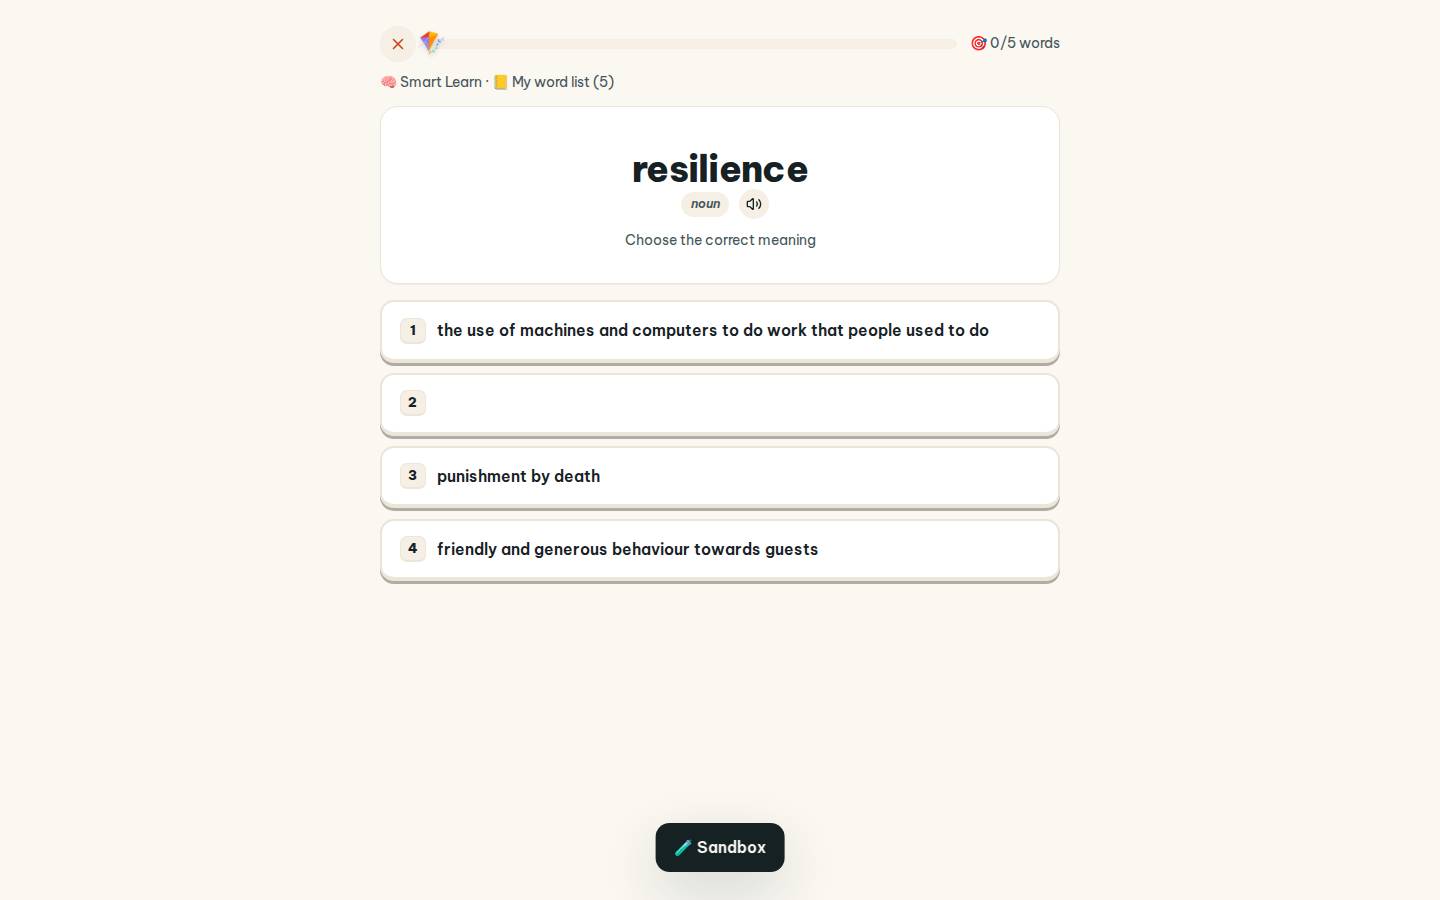 🎯 0/5 words
🧠 Smart Learn · 📒 My word list (5)
resilience
noun
Choose the correct meaning
1 the use of machines and computers to do work that people used to do
2
3 punishment by death
4 friendly and generous behaviour towards guests
🧪 Sandbox